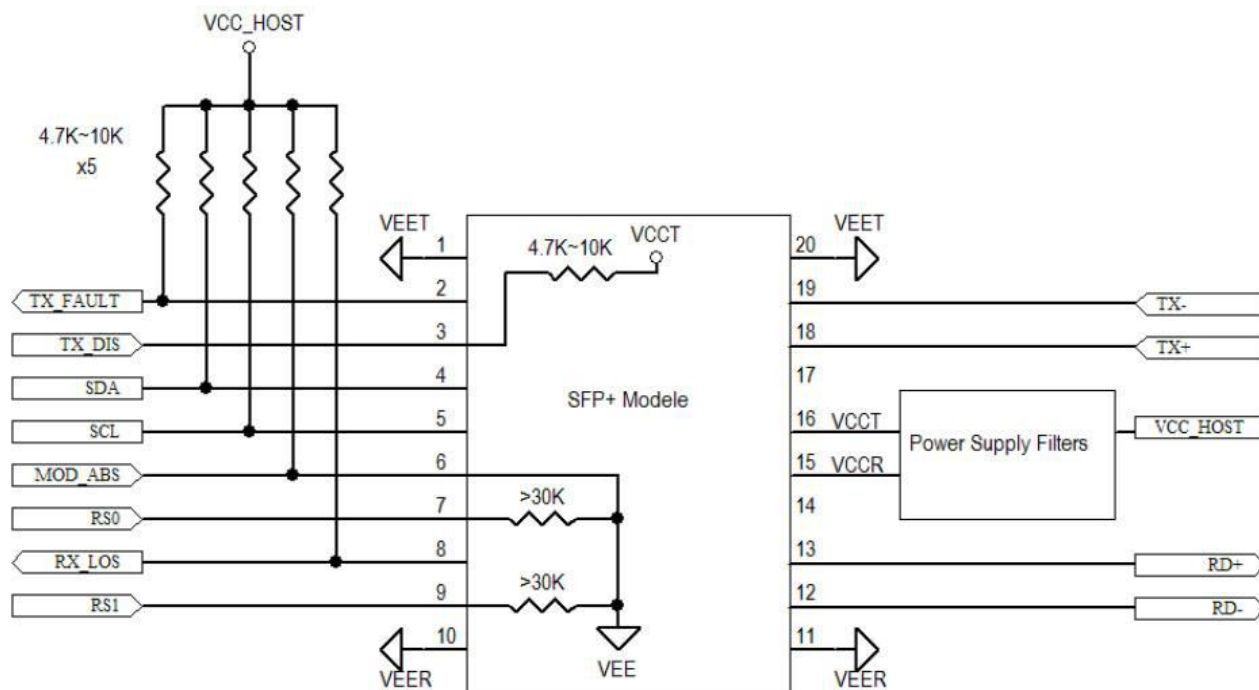 VCC_HOST
4.7K~10K
x5
VEET
1
4.7K~10K
VCCT
20
VEET
TX_FAULT
2
19
TX-
TX_DIS
3
18
TX+
SDA
4
17
SFP+ Modele
SCL
5
16
VCCT
Power Supply Filters
VCC_HOST
MOD_ABS
6
15
VCCR
>30K
RS0
7
14
RX_LOS
8
13
RD+
>30K
RS1
9
12
RD-
10
VEER
VEE
11
VEER